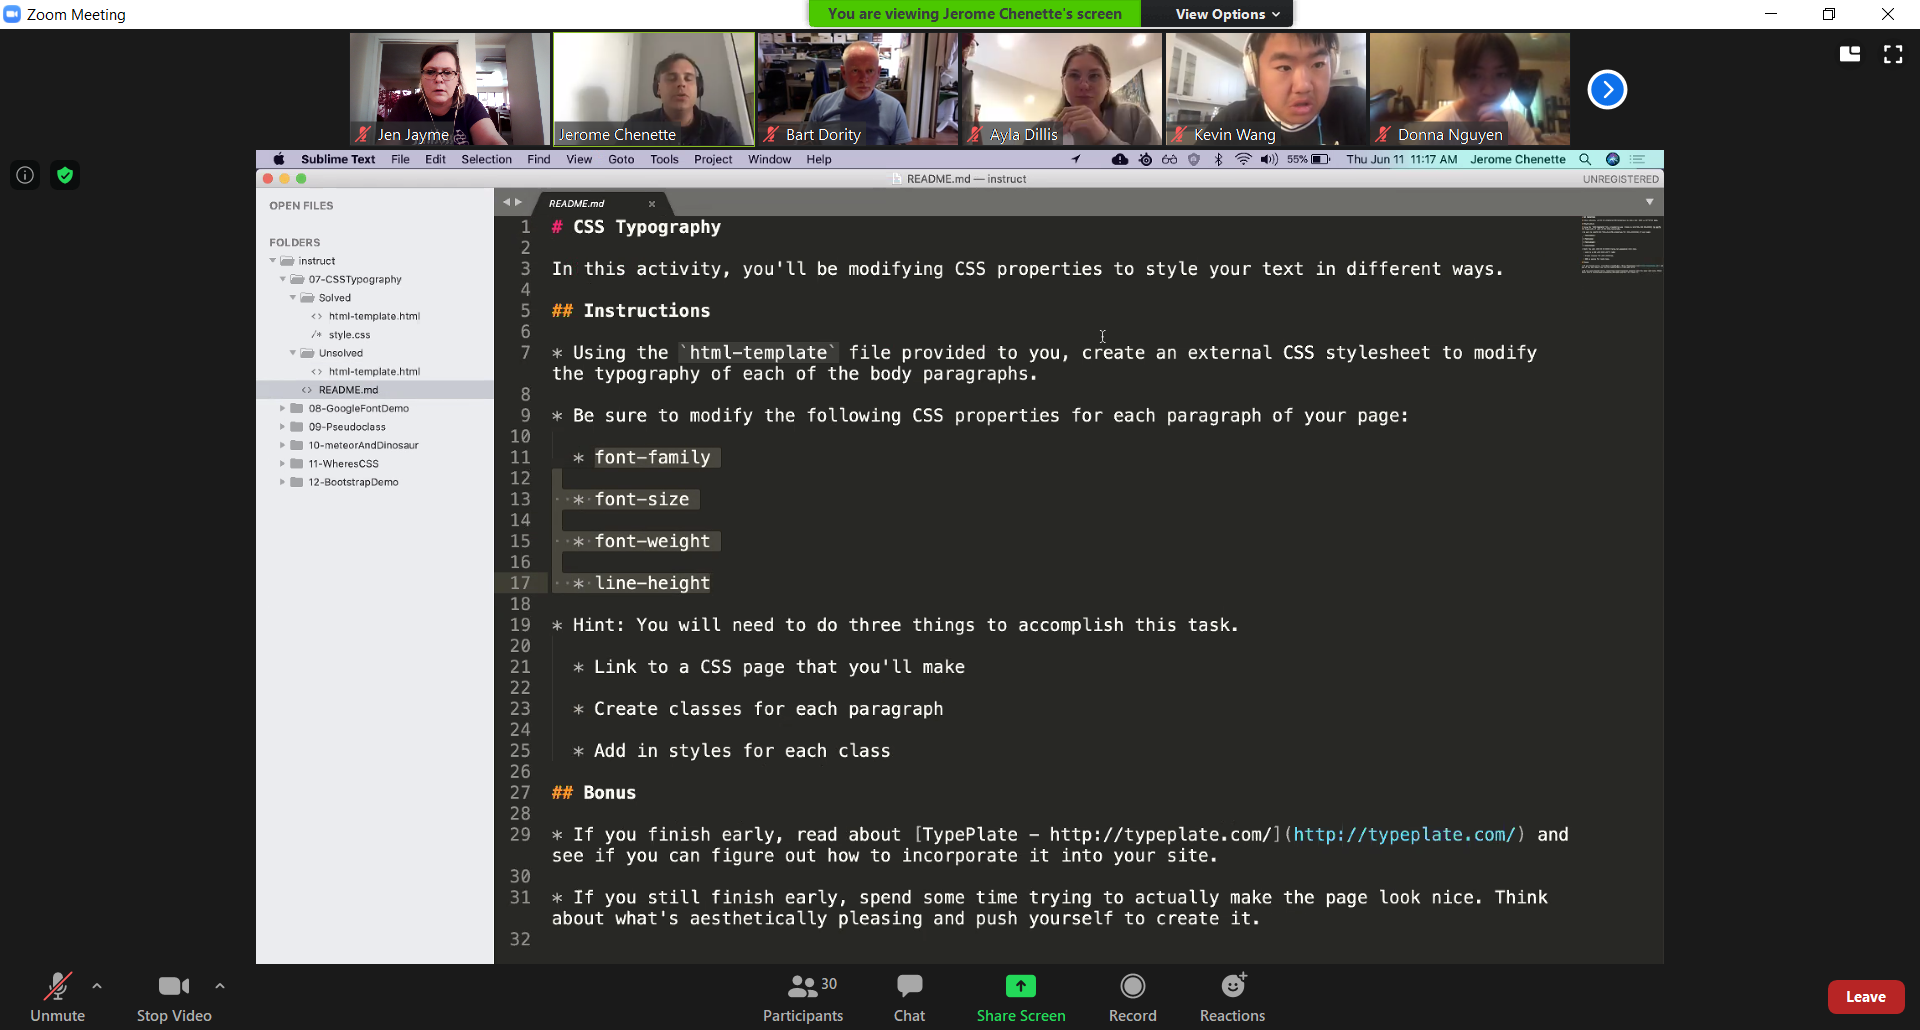 Zoom Meeting
You are viewing Jerome Chenette's screen
View Options
Jen Jayme
Jerome Chenette
Bart Dority
Ayla Dillis
Kevin Wang
Donna Nguyen
Sublime Text File Edit Selection Find View Goto Tools Project Window Help
55% Thu Jun 11 11:17 AM Jerome Chenette
README.md — instruct
UNREGISTERED
OPEN FILES
FOLDERS
instruct
07-CSSTypography
Solved
html-template.html
style.css
Unsolved
html-template.html
README.md
08-GoogleFontDemo
09-Pseudoclass
10-meteorAndDinosaur
11-WheresCSS
12-BootstrapDemo
README.md
1 # CSS Typography
2
3 In this activity, you'll be modifying CSS properties to style your text in different ways.
4
5 ## Instructions
6
7 * Using the `html-template` file provided to you, create an external CSS stylesheet to modify
the typography of each of the body paragraphs.
8
9 * Be sure to modify the following CSS properties for each paragraph of your page:
10
11 * font-family
12
13 * font-size
14
15 * font-weight
16
17 * line-height
18
19 * Hint: You will need to do three things to accomplish this task.
20
21 * Link to a CSS page that you'll make
22
23 * Create classes for each paragraph
24
25 * Add in styles for each class
26
27 ## Bonus
28
29 * If you finish early, read about [TypePlate - http://typeplate.com/](http://typeplate.com/) and
see if you can figure out how to incorporate it into your site.
30
31 * If you still finish early, spend some time trying to actually make the page look nice. Think
about what's aesthetically pleasing and push yourself to create it.
32
Unmute
Stop Video
30
Participants
Chat
Share Screen
Record
Reactions
Leave